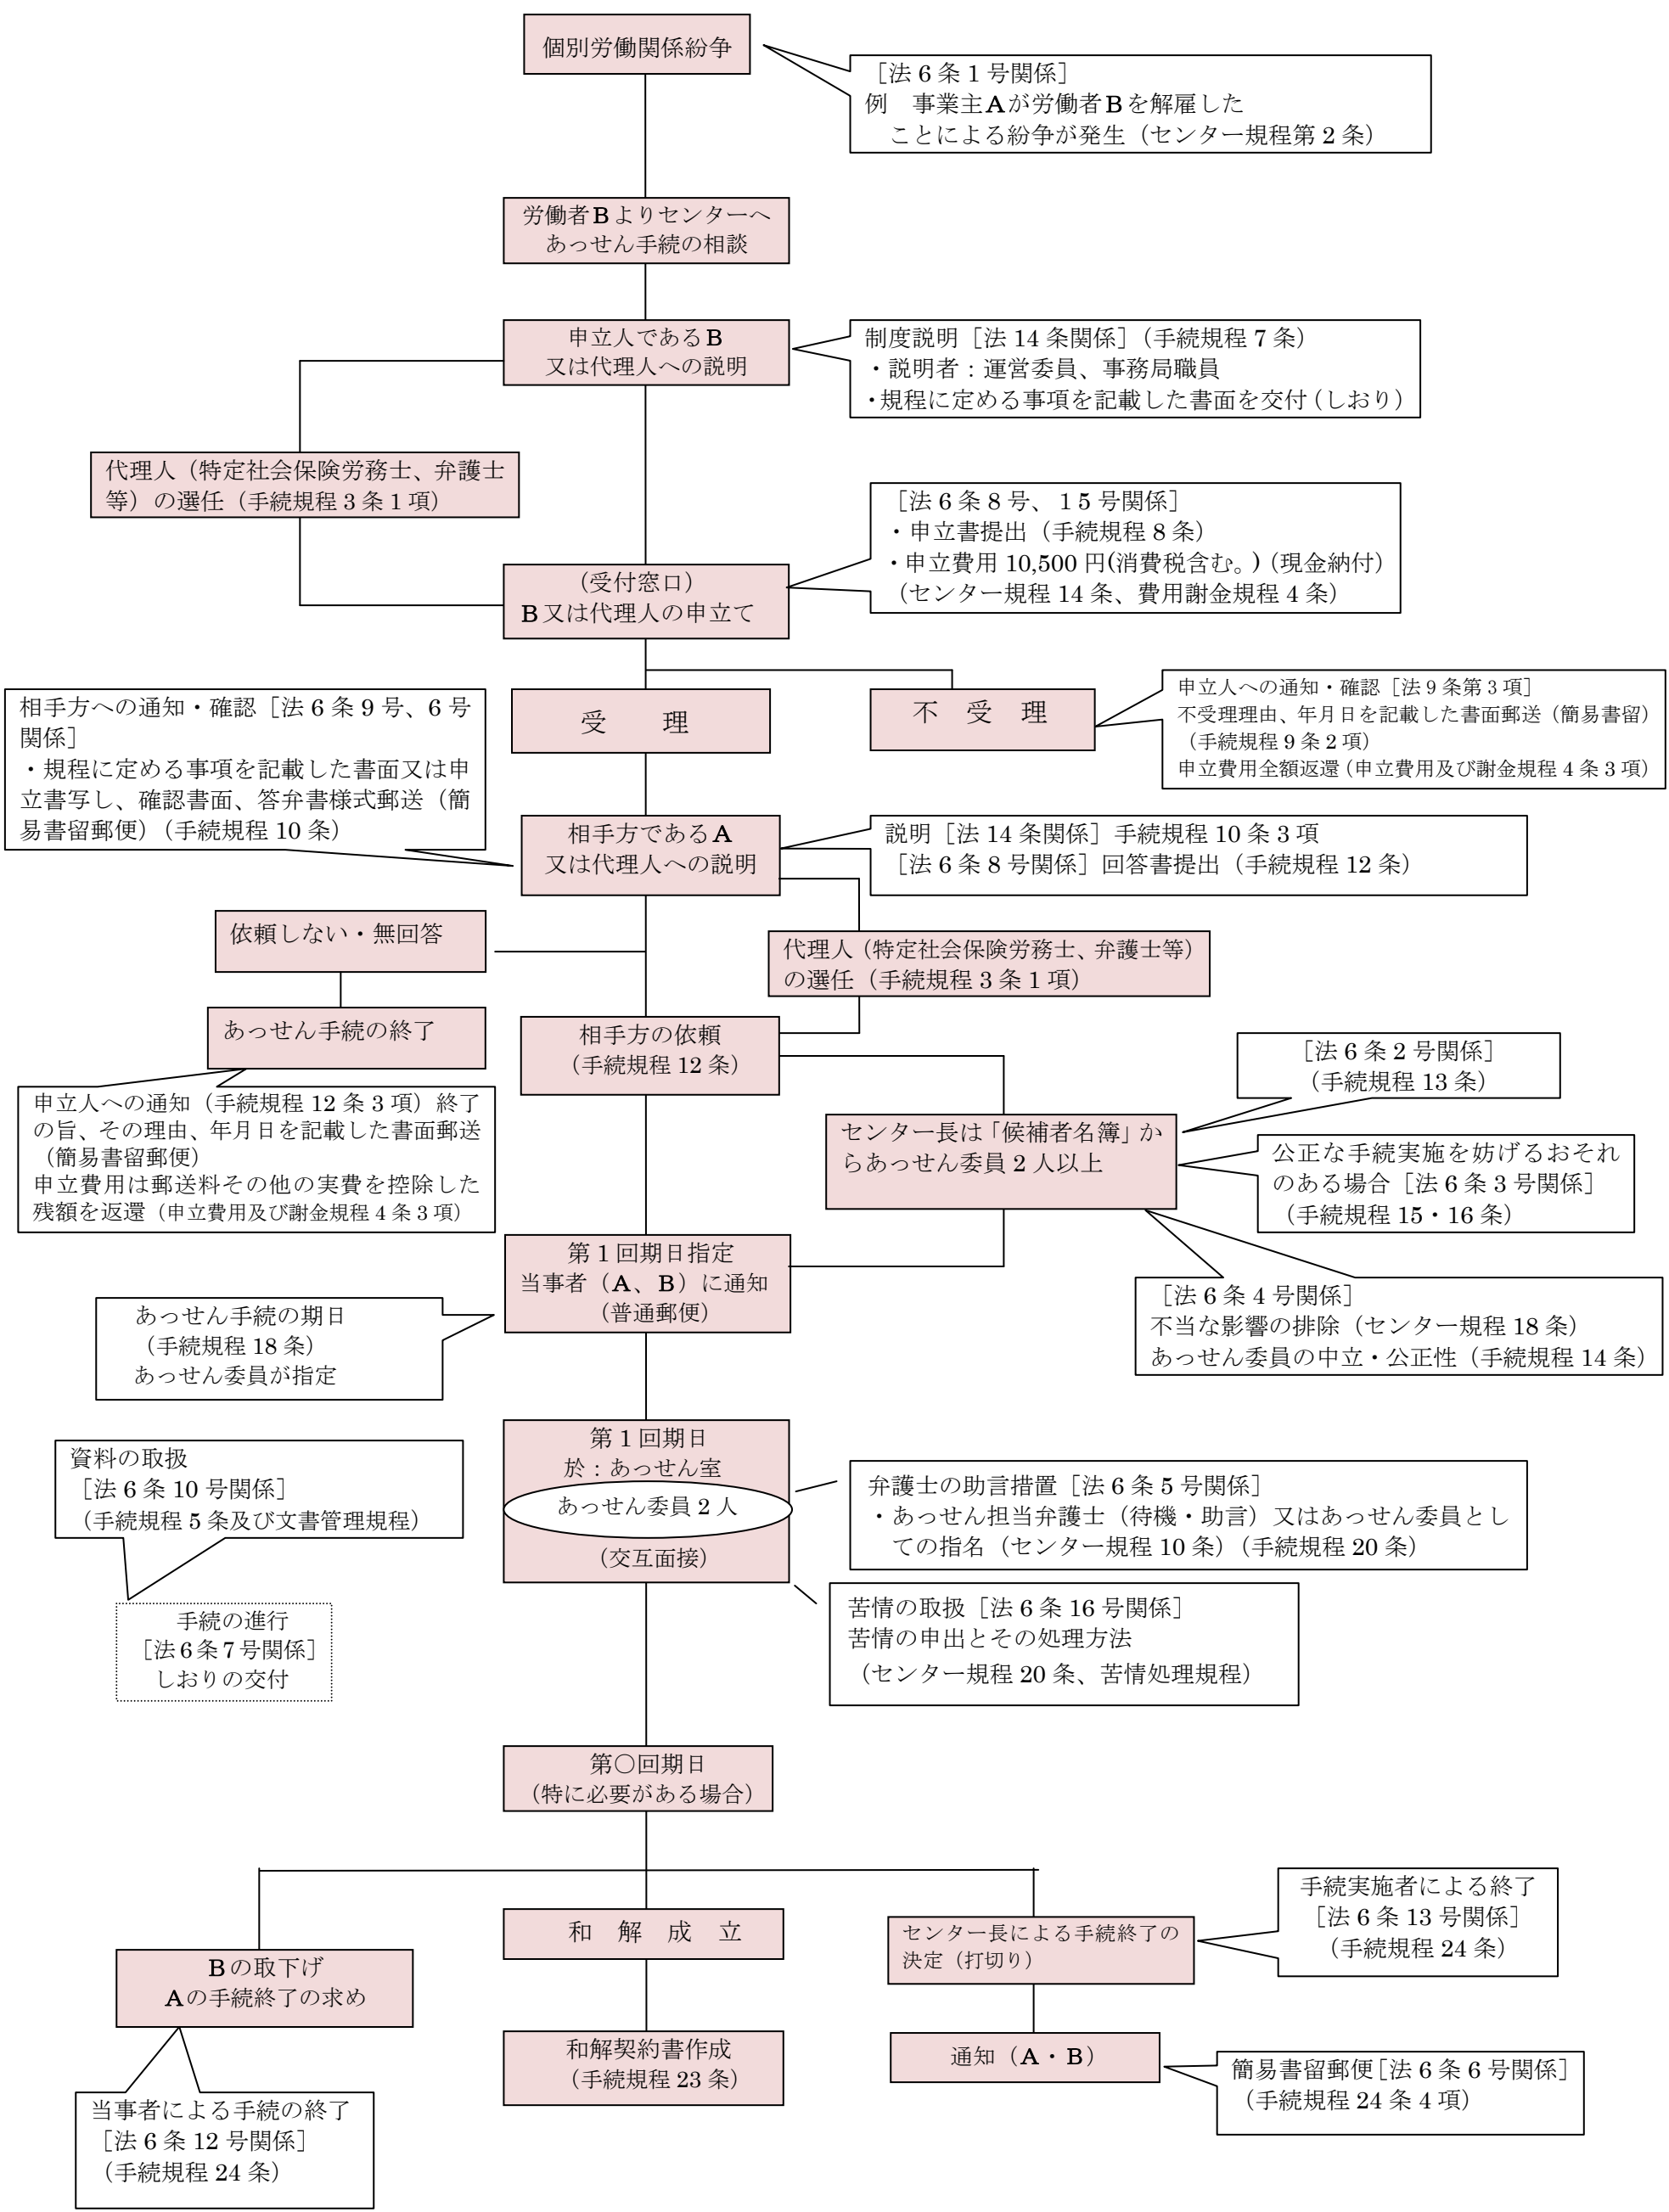 個別労働関係紛争
［法 6 条 1 号関係］
例　事業主Aが労働者Bを解雇した
ことによる紛争が発生（センター規程第 2 条）
労働者Bよりセンターへ
あっせん手続の相談
申立人であるB
又は代理人への説明
制度説明［法 14 条関係］（手続規程 7 条）
・説明者：運営委員、事務局職員
・規程に定める事項を記載した書面を交付（しおり）
代理人（特定社会保険労務士、弁護士
等）の選任（手続規程 3 条 1 項）
［法 6 条 8 号、15 号関係］
・申立書提出（手続規程 8 条）
・申立費用 10,500 円(消費税含む。)（現金納付）
（センター規程 14 条、費用謝金規程 4 条）
（受付窓口）
B又は代理人の申立て
相手方への通知・確認［法 6 条 9 号、6 号
関係］
・規程に定める事項を記載した書面又は申
立書写し、確認書面、答弁書様式郵送（簡
易書留郵便）（手続規程 10 条）
受　　理
不　受　理
申立人への通知・確認［法 9 条第 3 項］
不受理理由、年月日を記載した書面郵送（簡易書留）
（手続規程 9 条 2 項）
申立費用全額返還（申立費用及び謝金規程 4 条 3 項）
相手方であるA
又は代理人への説明
説明［法 14 条関係］手続規程 10 条 3 項
［法 6 条 8 号関係］回答書提出（手続規程 12 条）
依頼しない・無回答
代理人（特定社会保険労務士、弁護士等）
の選任（手続規程 3 条 1 項）
あっせん手続の終了
相手方の依頼
（手続規程 12 条）
［法 6 条 2 号関係］
（手続規程 13 条）
申立人への通知（手続規程 12 条 3 項）終了
の旨、その理由、年月日を記載した書面郵送
（簡易書留郵便）
申立費用は郵送料その他の実費を控除した
残額を返還（申立費用及び謝金規程 4 条 3 項）
センター長は「候補者名簿」か
らあっせん委員 2 人以上
公正な手続実施を妨げるおそれ
のある場合［法 6 条 3 号関係］
（手続規程 15・16 条）
第 1 回期日指定
当事者（A、B）に通知
（普通郵便）
［法 6 条 4 号関係］
不当な影響の排除（センター規程 18 条）
あっせん委員の中立・公正性（手続規程 14 条）
あっせん手続の期日
（手続規程 18 条）
あっせん委員が指定
第 1 回期日
於：あっせん室
あっせん委員 2 人
（交互面接）
資料の取扱
［法 6 条 10 号関係］
（手続規程 5 条及び文書管理規程）
弁護士の助言措置［法 6 条 5 号関係］
・あっせん担当弁護士（待機・助言）又はあっせん委員とし
ての指名（センター規程 10 条）（手続規程 20 条）
手続の進行
［法 6 条 7 号関係］
しおりの交付
苦情の取扱［法 6 条 16 号関係］
苦情の申出とその処理方法
（センター規程 20 条、苦情処理規程）
第○回期日
（特に必要がある場合）
Bの取下げ
Aの手続終了の求め
和　解　成　立
センター長による手続終了の
決定（打切り）
手続実施者による終了
［法 6 条 13 号関係］
（手続規程 24 条）
和解契約書作成
（手続規程 23 条）
通知（A・B）
簡易書留郵便［法 6 条 6 号関係］
（手続規程 24 条 4 項）
当事者による手続の終了
［法 6 条 12 号関係］
（手続規程 24 条）